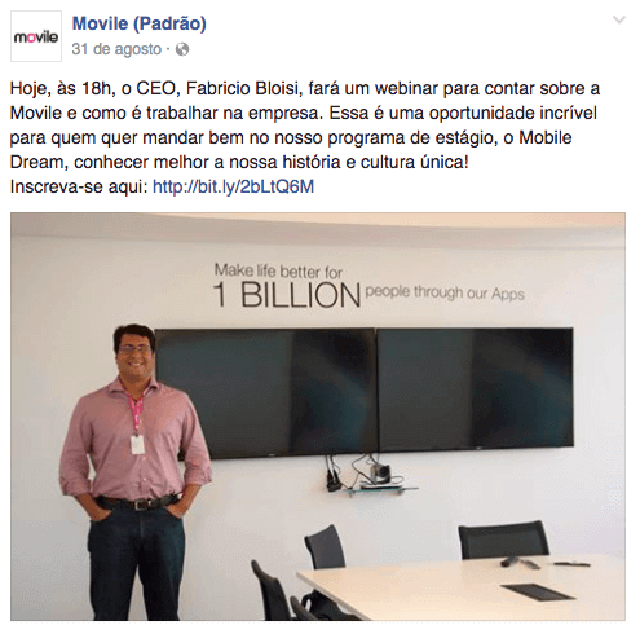 movile
Movile (Padrão)
31 de agosto ·
Hoje, às 18h, o CEO, Fabricio Bloisi, fará um webinar para contar sobre a
Movile e como é trabalhar na empresa. Essa é uma oportunidade incrível
para quem quer mandar bem no nosso programa de estágio, o Mobile
Dream, conhecer melhor a nossa história e cultura única!
Inscreva-se aqui: http://bit.ly/2bLtQ6M
Make life better for
1 BILLION people through our Apps